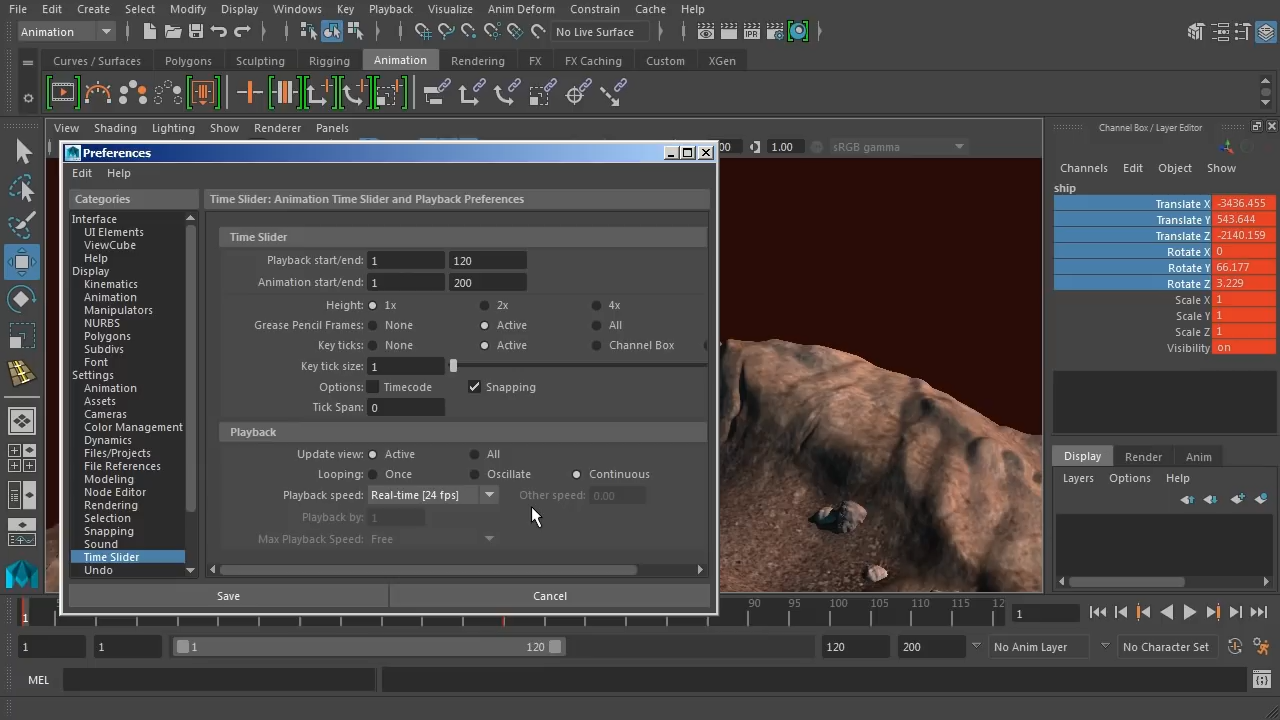 File Edit Create Select Modify Display Windows Key Playback Visualize Anim Deform Constrain Cache Help
Animation No Live Surface IPR
Curves / Surfaces Polygons Sculpting Rigging Animation Rendering FX FX Caching Custom XGen
View Shading Lighting Show Renderer Panels
Channel Box / Layer Editor
00 1.00 sRGB gamma
Preferences
Edit Help
Channels Edit Object Show
ship
Translate X -3436.455
Translate Y 543.644
Translate Z -2140.159
Rotate X 0
Rotate Y 66.177
Rotate Z 3.229
Scale X 1
Scale Y 1
Scale Z 1
Visibility on
Categories
Interface
UI Elements
ViewCube
Help
Display
Kinematics
Animation
Manipulators
NURBS
Polygons
Subdivs
Font
Settings
Animation
Assets
Cameras
Color Management
Dynamics
Files/Projects
File References
Modeling
Node Editor
Rendering
Selection
Snapping
Sound
Time Slider
Undo
Time Slider: Animation Time Slider and Playback Preferences
Time Slider
Playback start/end: 1 120
Animation start/end: 1 200
Height: 1x 2x 4x
Grease Pencil Frames: None Active All
Key ticks: None Active Channel Box
Key tick size: 1
Options: Timecode Snapping
Tick Span: 0
Playback
Update view: Active All
Looping: Once Oscillate Continuous
Playback speed: Real-time [24 fps] Other speed: 0.00
Playback by: 1
Max Playback Speed: Free
Save Cancel
Display Render Anim
Layers Options Help
1 90 95 100 105 110 115 12 1
1 1 1 120 120 200 No Anim Layer No Character Set
MEL